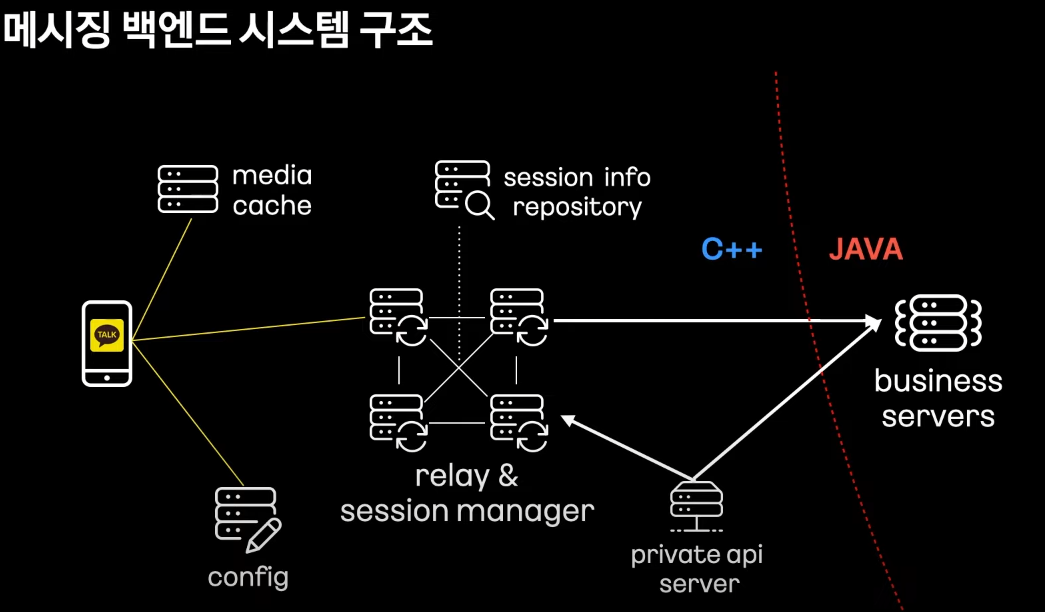 메시징 백엔드 시스템 구조
media
cache
session info
repository
C++
JAVA
TALK
business
servers
relay &
session manager
private api
server
config